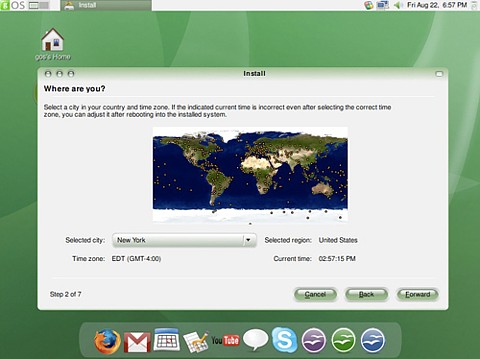 gOS
Install
Fri Aug 22, 6:57 PM
gos's Home
Install
Where are you?
Select a city in your country and time zone. If the indicated current time is incorrect even after selecting the correct time
zone, you can adjust it after rebooting into the installed system.
Selected city: New York Selected region: United States
Time zone: EDT (GMT-4:00) Current time: 02:57:15 PM
Step 2 of 7 Cancel Back Forward
You Tube